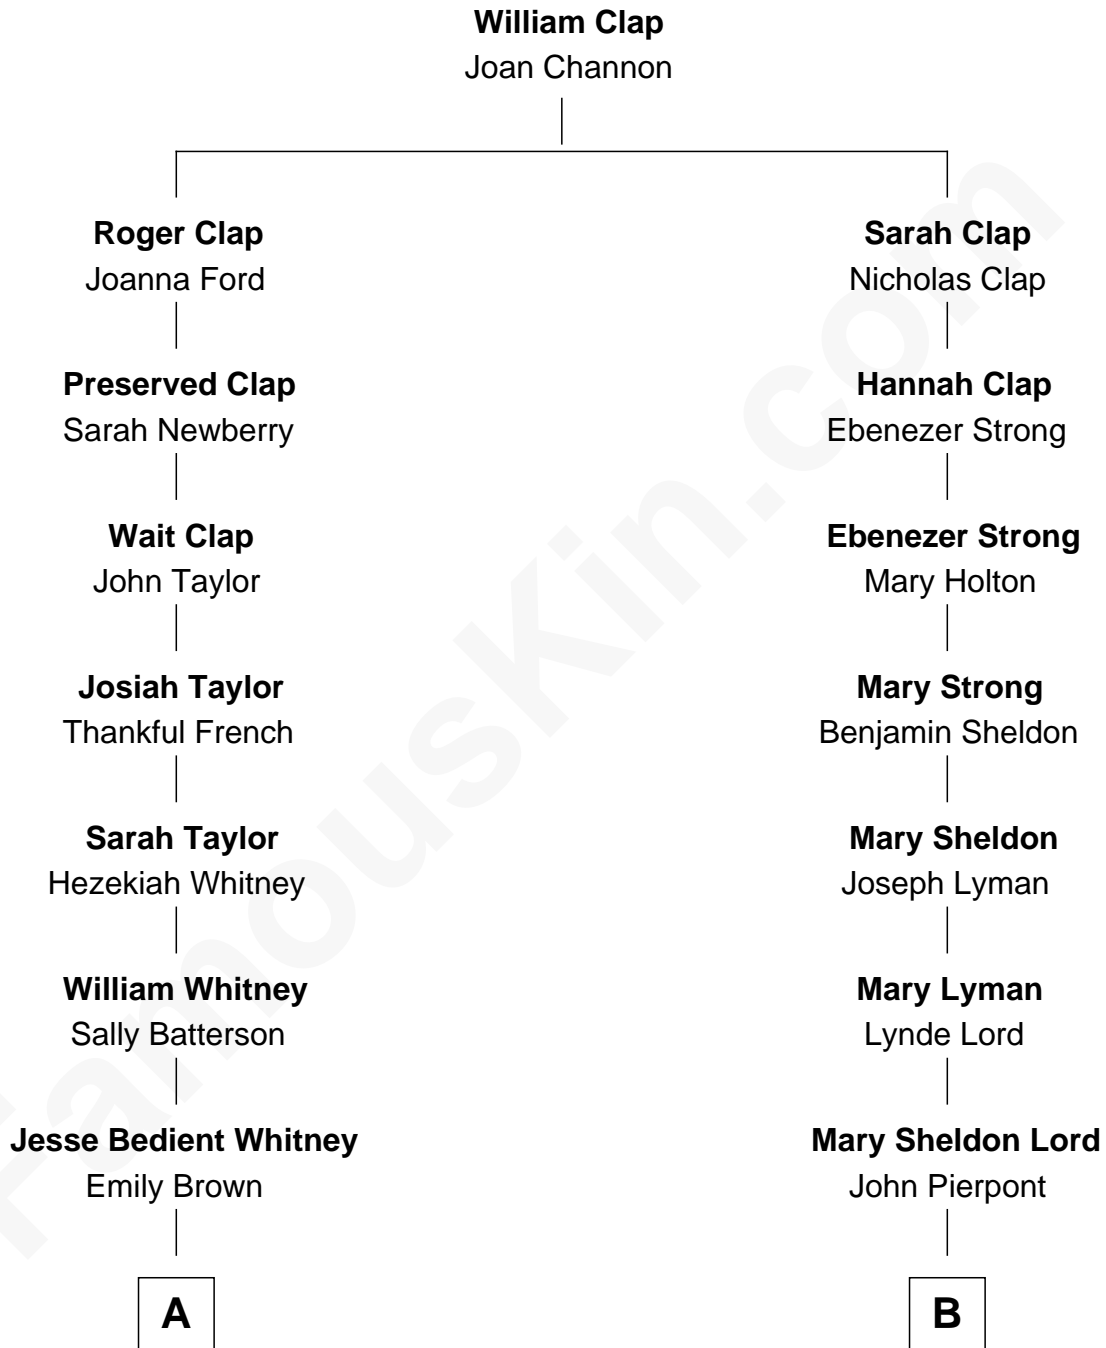 William Clap
Joan Channon
Roger Clap
Joanna Ford
Sarah Clap
Nicholas Clap
Preserved Clap
Sarah Newberry
Hannah Clap
Ebenezer Strong
Wait Clap
John Taylor
Ebenezer Strong
Mary Holton
Josiah Taylor
Thankful French
Mary Strong
Benjamin Sheldon
Sarah Taylor
Hezekiah Whitney
Mary Sheldon
Joseph Lyman
William Whitney
Sally Batterson
Mary Lyman
Lynde Lord
Jesse Bedient Whitney
Emily Brown
Mary Sheldon Lord
John Pierpont
A
B
FamousKin.com